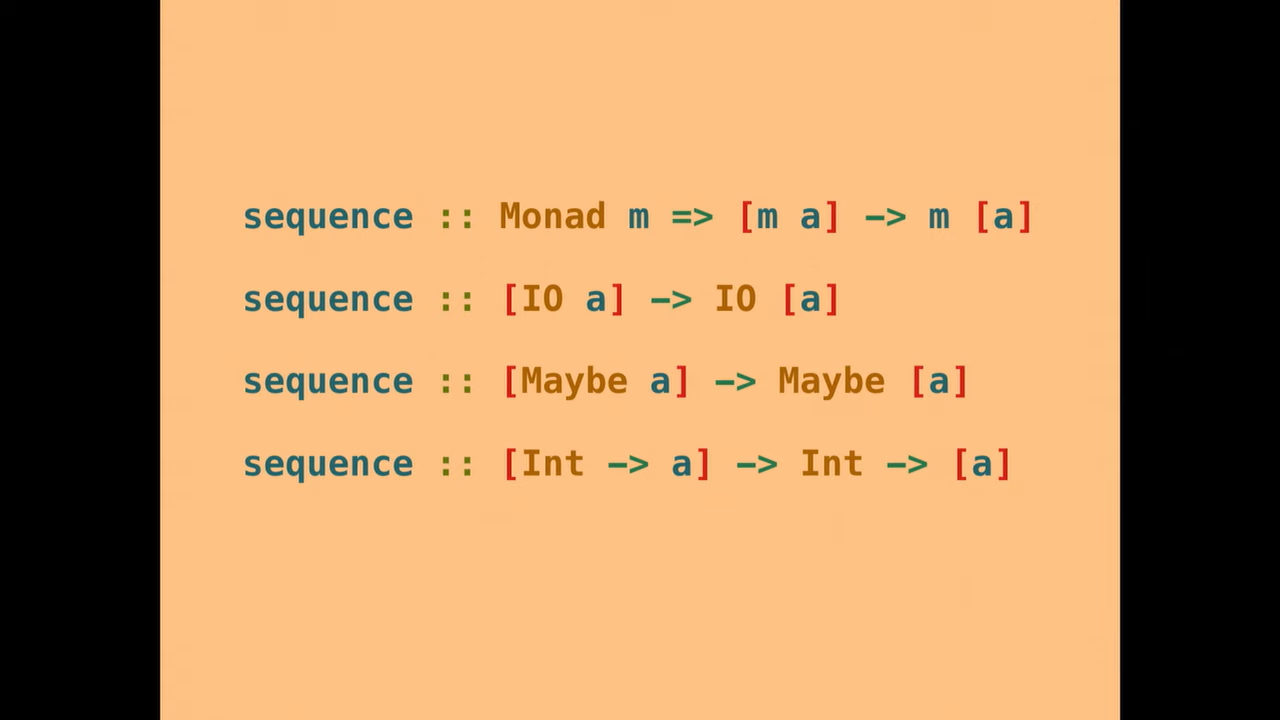 sequence :: Monad m => [m a] -> m [a]
sequence :: [IO a] -> IO [a]
sequence :: [Maybe a] -> Maybe [a]
sequence :: [Int -> a] -> Int -> [a]